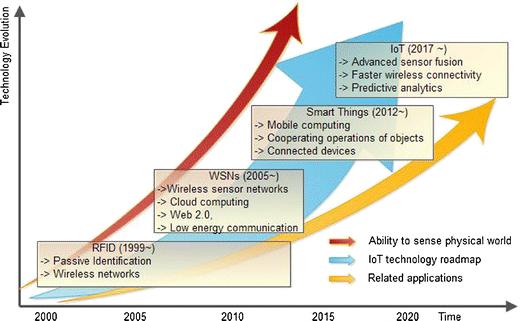 Technology Evolution
IoT (2017 ~)
-> Advanced sensor fusion
-> Faster wireless connectivity
-> Predictive analytics
Smart Things (2012~)
-> Mobile computing
-> Cooperating operations of objects
-> Connected devices
WSNs (2005~)
->Wireless sensor networks
-> Cloud computing
-> Web 2.0,
-> Low energy communication
RFID (1999~)
-> Passive Identification
-> Wireless networks
Ability to sense physical world
IoT technology roadmap
Related applications
2000 2005 2010 2015 2020 Time